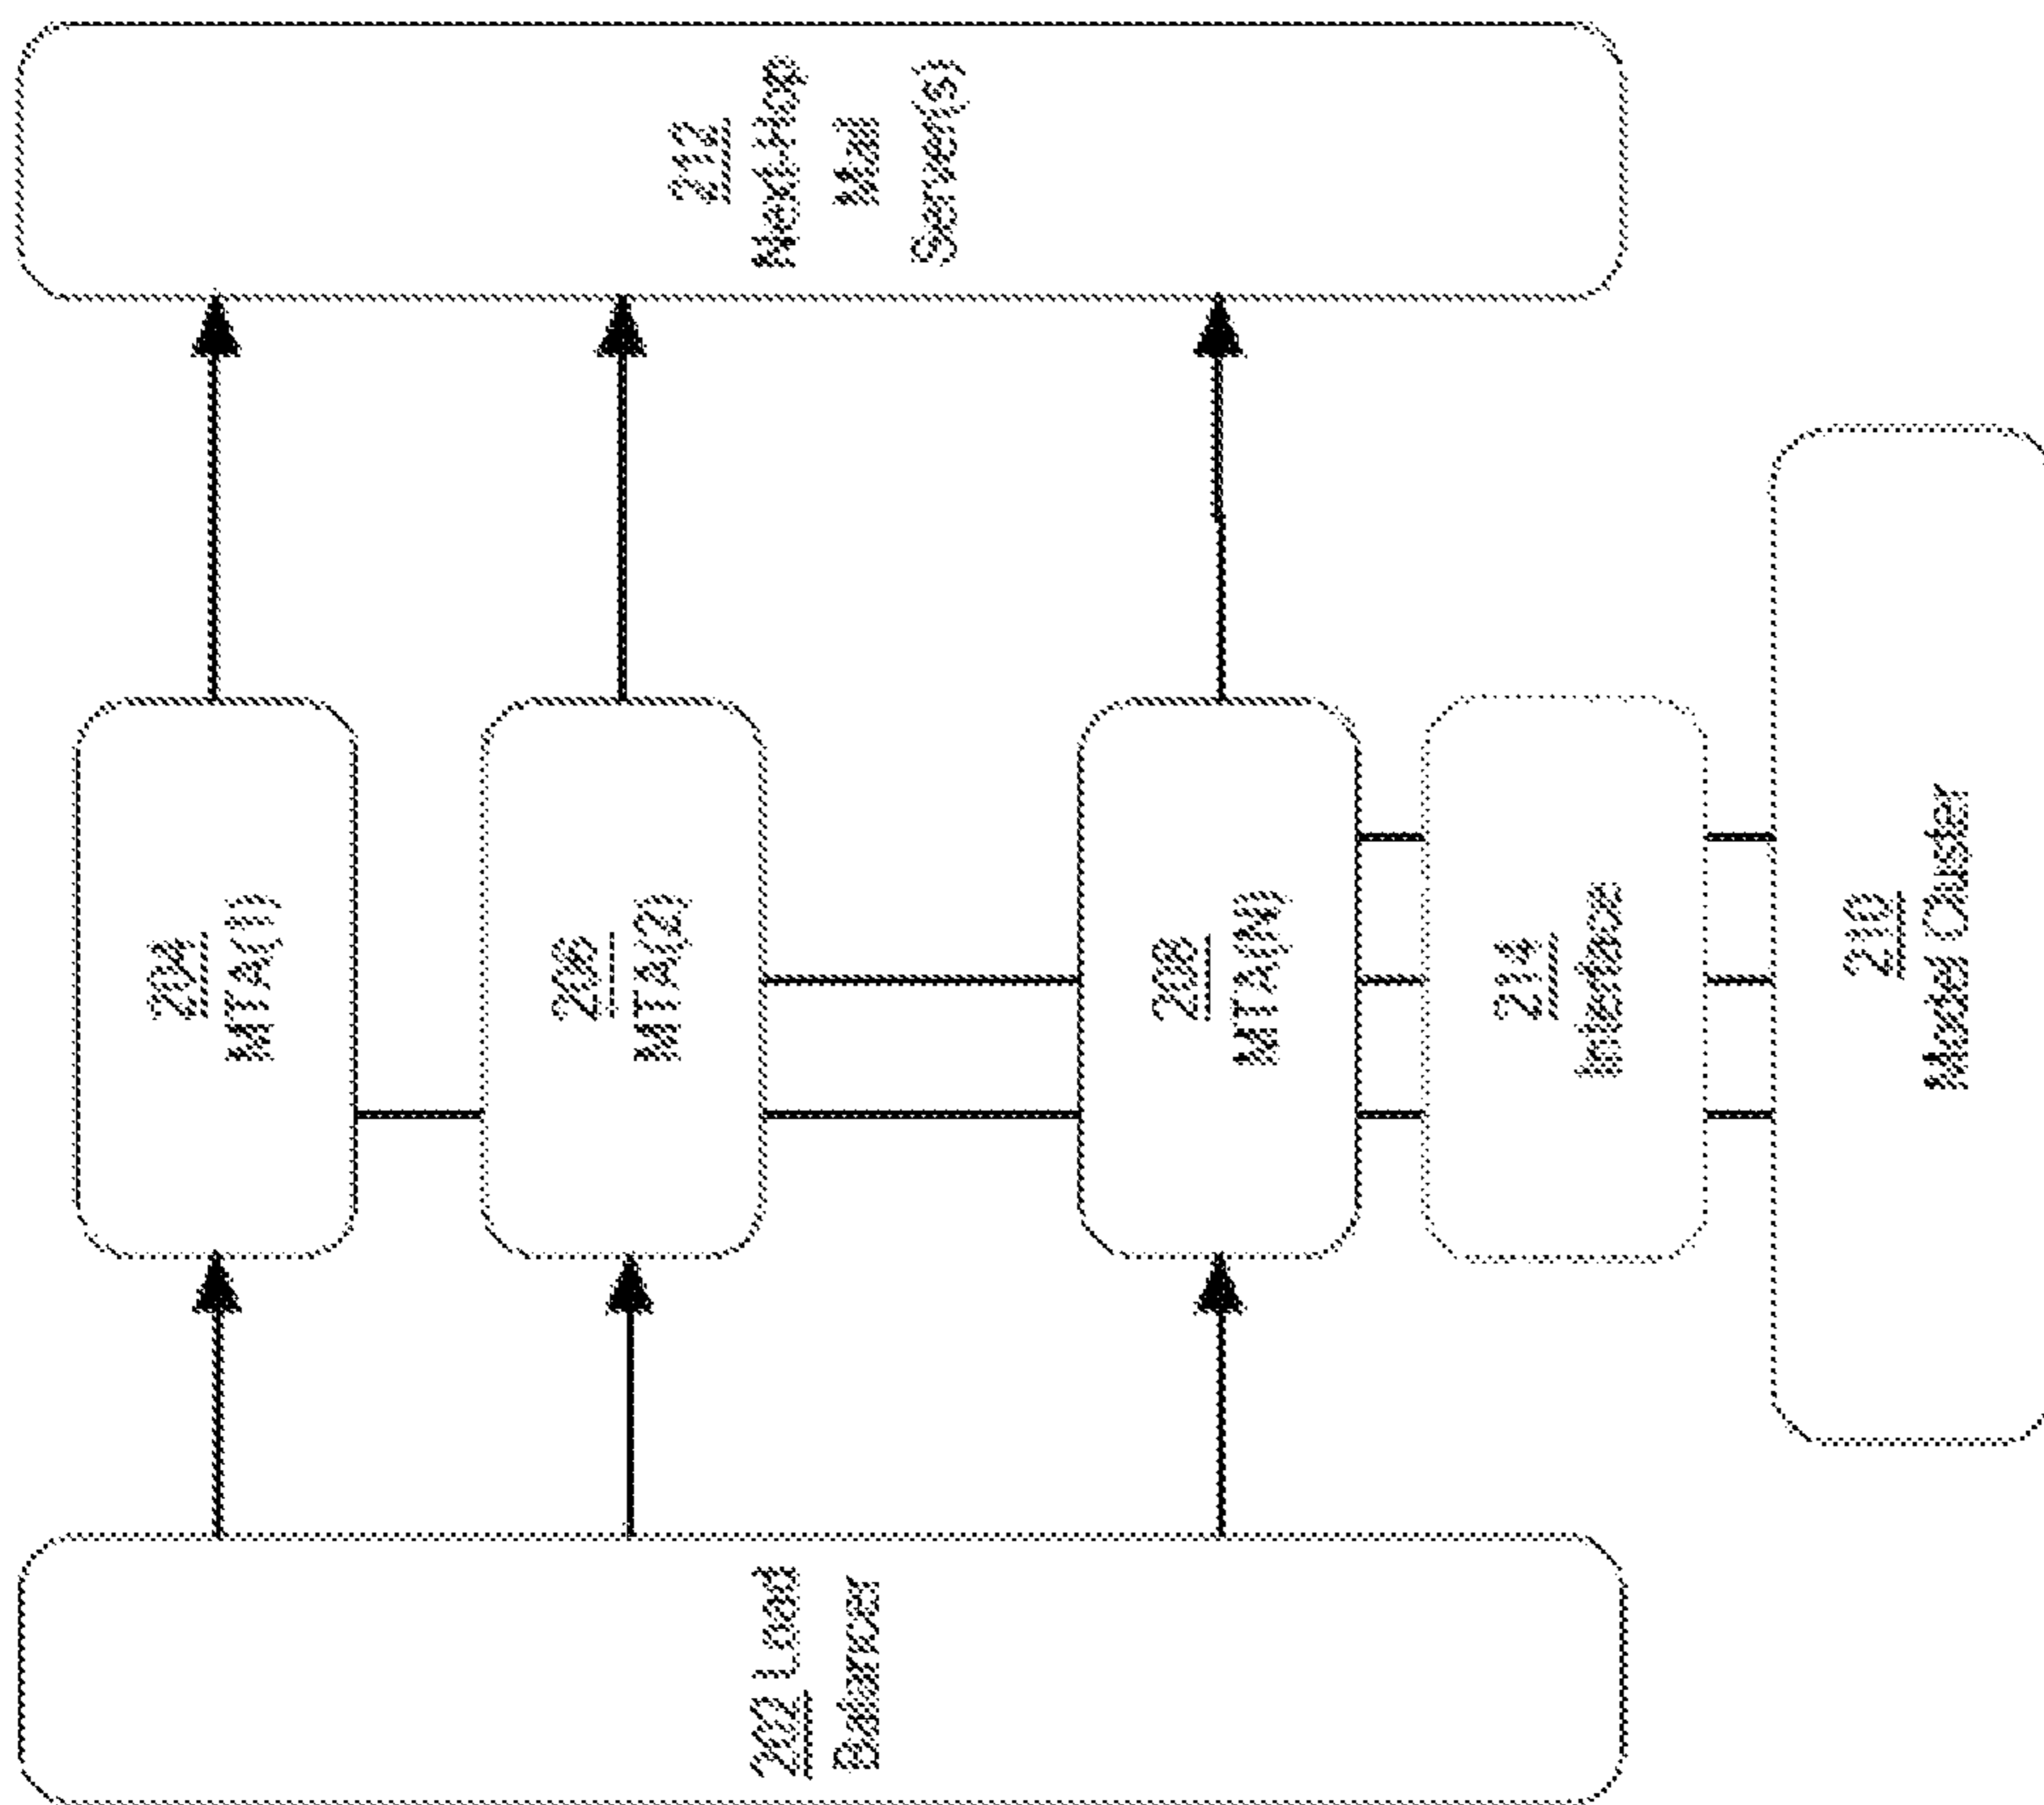 202 Load
Balancer
204
MTA(1)
206
MTA(2)
208
MTA(N)
214
Interface
210
Model Cluster
212
Next-Hop
Mail
Server(s)